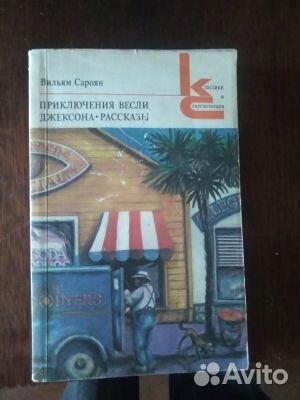 Вильям Сароян
Классики и современники
ПРИКЛЮЧЕНИЯ ВЕСЛИ
ДЖЕКСОНА·РАССКАЗЫ
SODA
Avito